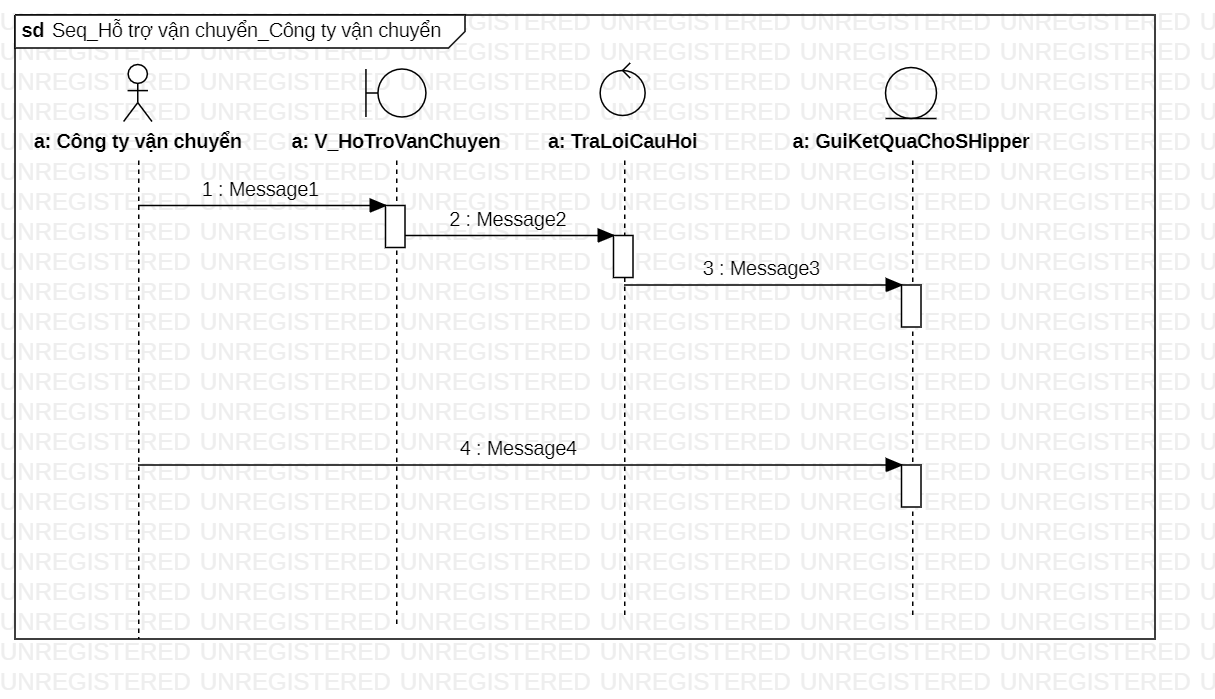 sd Seq_Hỗ trợ vận chuyển_Công ty vận chuyển
a: Công ty vận chuyển
a: V_HoTroVanChuyen
a: TraLoiCauHoi
a: GuiKetQuaChoSHipper
1 : Message1
2 : Message2
3 : Message3
4 : Message4
UNREGISTERED